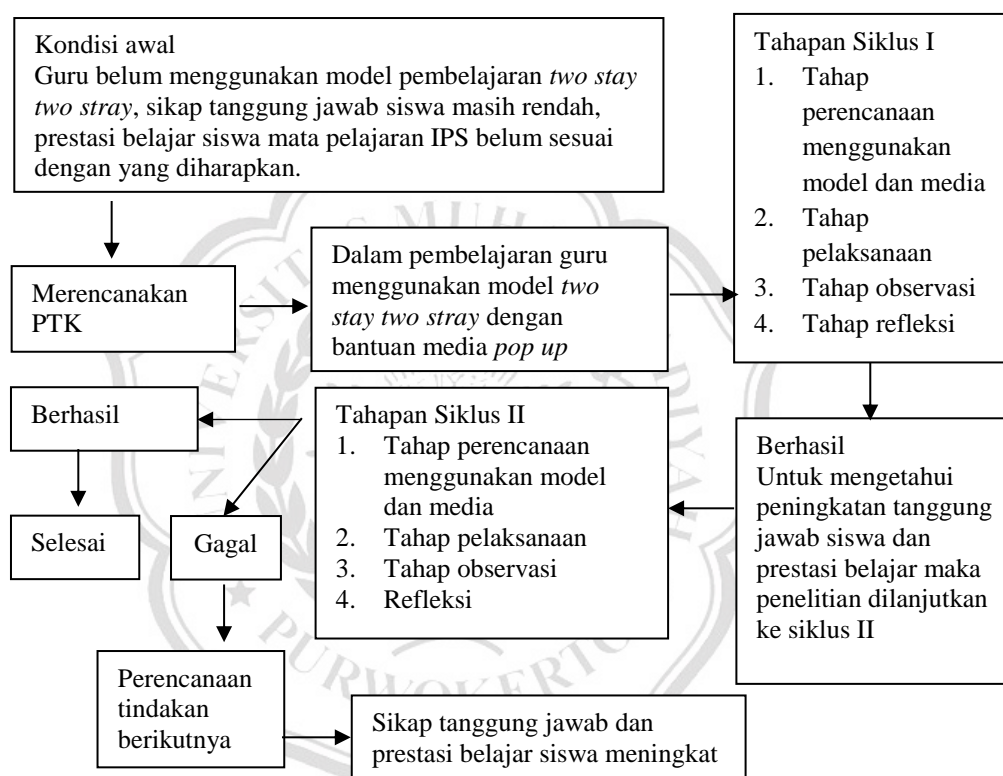 Kondisi awal
Guru belum menggunakan model pembelajaran two stay
two stray, sikap tanggung jawab siswa masih rendah,
prestasi belajar siswa mata pelajaran IPS belum sesuai
dengan yang diharapkan.
Merencanakan
PTK
Dalam pembelajaran guru
menggunakan model two
stay two stray dengan
bantuan media pop up
Tahapan Siklus I
1. Tahap
perencanaan
menggunakan
model dan media
2. Tahap
pelaksanaan
3. Tahap observasi
4. Tahap refleksi
Berhasil
Untuk mengetahui
peningkatan tanggung
jawab siswa dan
prestasi belajar maka
penelitian dilanjutkan
ke siklus II
Tahapan Siklus II
1. Tahap perencanaan
menggunakan model
dan media
2. Tahap pelaksanaan
3. Tahap observasi
4. Refleksi
Berhasil
Selesai
Gagal
Perencanaan
tindakan
berikutnya
Sikap tanggung jawab dan
prestasi belajar siswa meningkat
PURWOKERTO